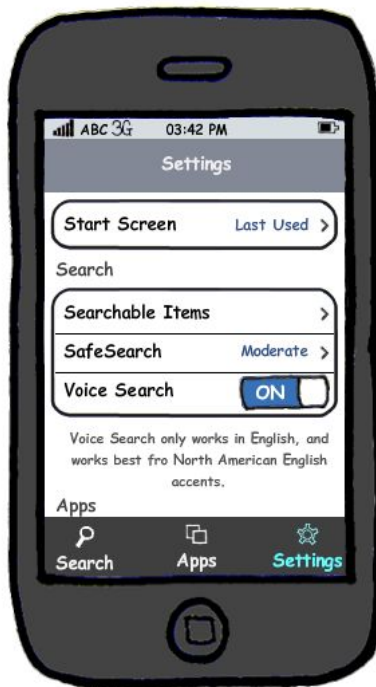 ABC 3G 03:42 PM
Settings
Start Screen Last Used >
Search
Searchable Items >
SafeSearch Moderate >
Voice Search ON
Voice Search only works in English, and
works best fro North American English
accents.
Apps
Search Apps Settings